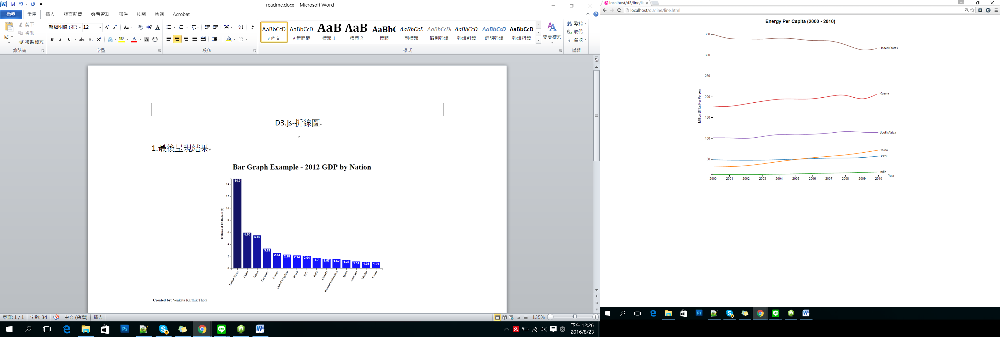 readme.docx - Microsoft Word
檔案 常用 插入 版面配置 參考資料 郵件 校閱 檢視 Acrobat
貼上
剪下
複製
複製格式
剪貼簿
新細明體 (本文 12
字型
段落
AaBbCcD AaBbCcD AaB AaB AaBbC AaBbCcD AaBbCcD AaBbCcD AaBbCcD AaBbCcD
內文 無間距 標題 1 標題 2 標題 副標題 區別強調 強調斜體 鮮明強調 強調粗體
變更樣式
樣式
尋找
取代
選取
編輯
D3.js-折線圖
1.最後呈現結果
Bar Graph Example - 2012 GDP by Nation
Trillions of US Dollars ($)
14
12
10
8
6
4
2
0
14.9 5.93 5.49 3.28 2.54 2.28 2.14 2.04 1.7 1.57 1.52 1.37 1.14 1.04 1.01
United States China Japan Germany France United Kingdom Brazil Italy India Canada Russian Federation Spain Australia Mexico Korea
Created by: Venkata Karthik Thota
頁面: 1 / 1 字數: 34 中文 (台灣) 插入 135%
下午 12:26
2016/8/23
localhost/d3/line/li
localhost/d3/line/line.html
Energy Per Capita (2000 - 2010)
Million BTUs Per Person
350
300
250
200
150
100
50
United States
Russia
South Africa
China
Brazil
India
Year
2000 2001 2002 2003 2004 2005 2006 2007 2008 2009 2010